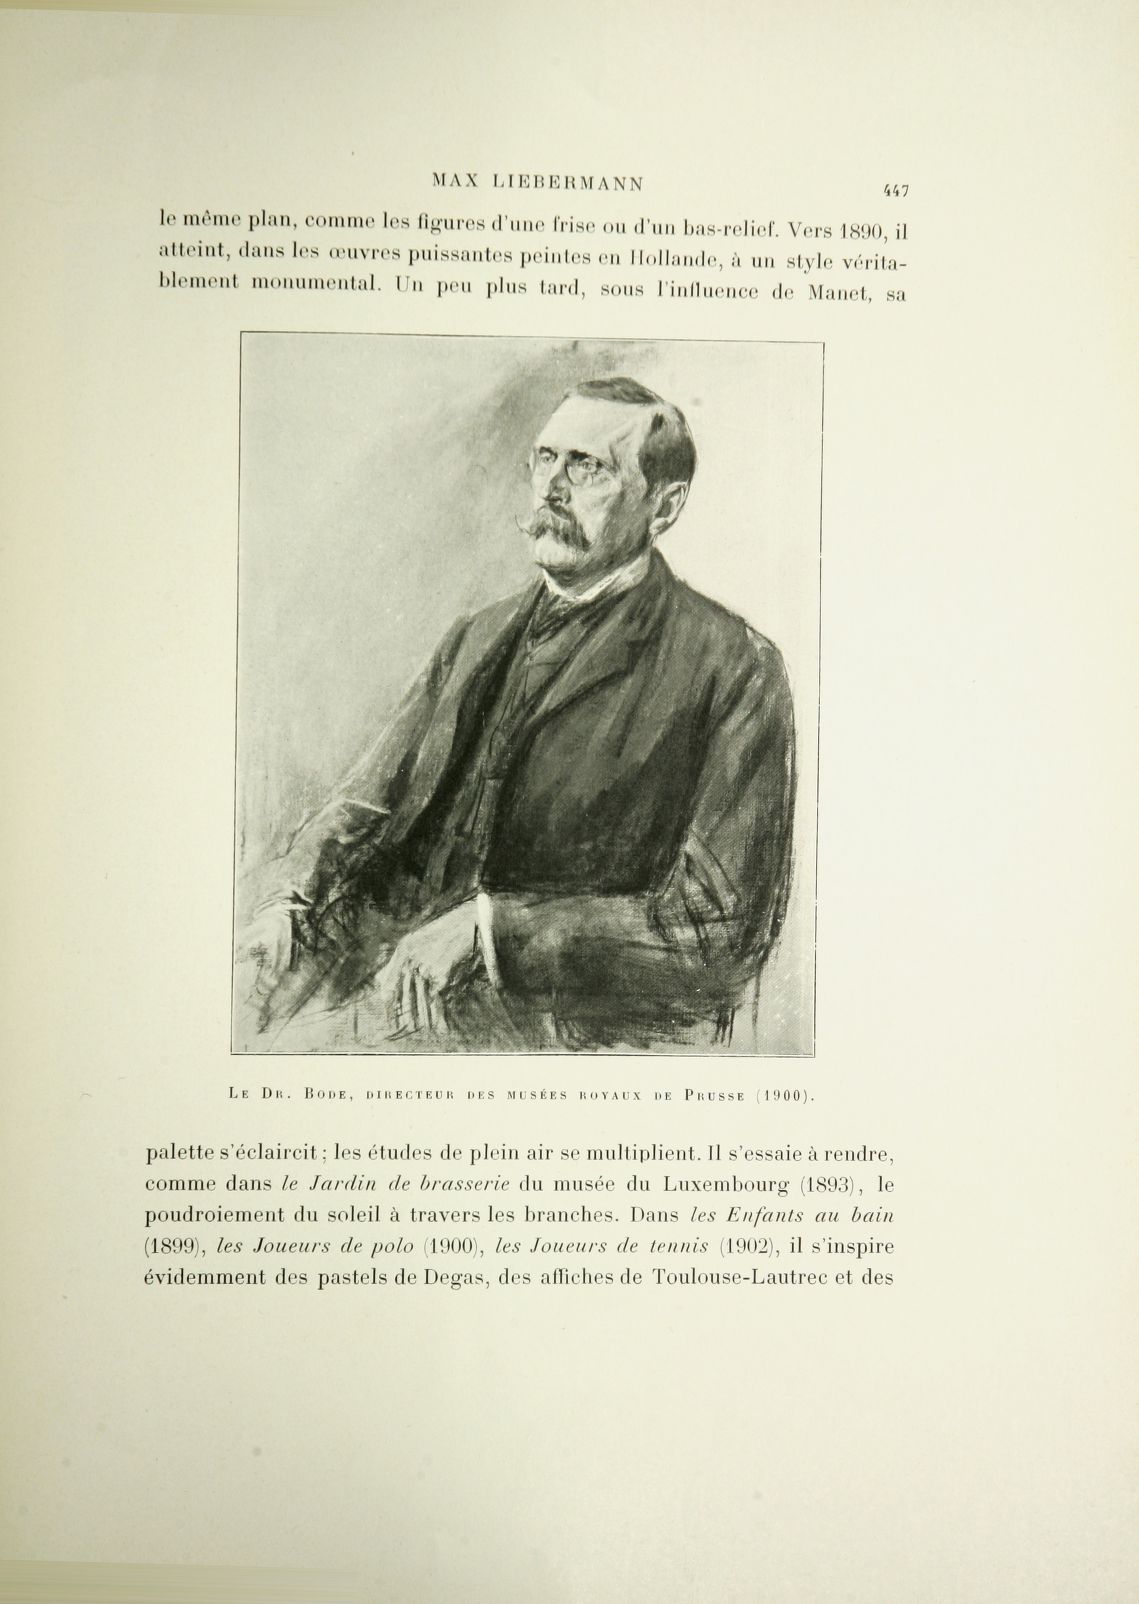 MAX LIEBERMANN
447
le même plan, comme les figures d'une frise ou d'un bas-relief. Vers 1890, il
atteint, dans les œuvres puissantes peintes en Hollande, à un style vérita-
blement monumental. Un peu plus tard, sous l'influence de Manet, sa
Le Dr. Bode, directeur des musées royaux de Prusse (1900).
palette s'éclaircit ; les études de plein air se multiplient. Il s'essaie à rendre,
comme dans le Jardin de brasserie du musée du Luxembourg (1893), le
poudroiement du soleil à travers les branches. Dans les Enfants au bain
(1899), les Joueurs de polo (1900), les Joueurs de tennis (1902), il s'inspire
évidemment des pastels de Degas, des affiches de Toulouse-Lautrec et des